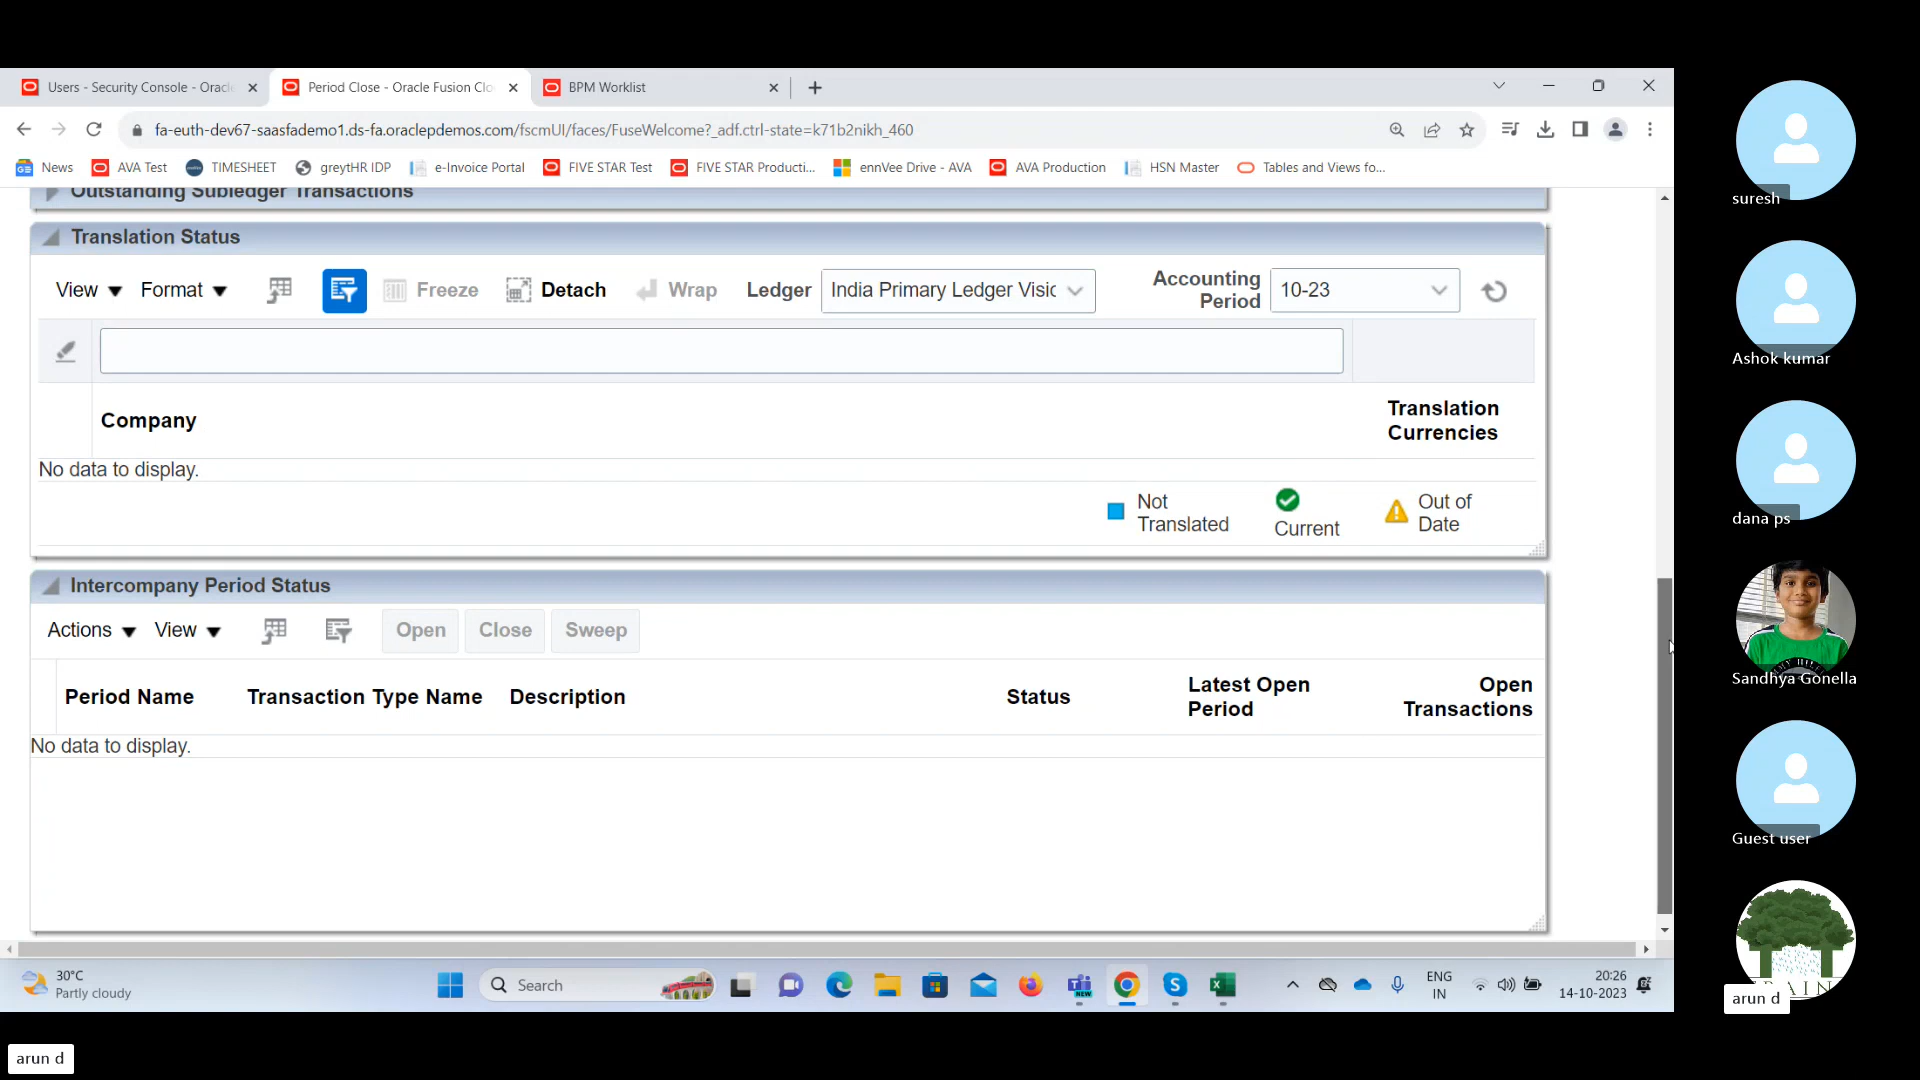 Users - Security Console - Oracle
Period Close - Oracle Fusion Clo
BPM Worklist
fa-euth-dev67-saasfademo1.ds-fa.oraclepdemos.com/fscmUI/faces/FuseWelcome?_adf.ctrl-state=k71b2nikh_460
News
AVA Test
TIMESHEET
greytHR IDP
e-Invoice Portal
FIVE STAR Test
FIVE STAR Producti...
ennVee Drive - AVA
AVA Production
HSN Master
Tables and Views fo...
Outstanding Subledger Transactions
Translation Status
View
Format
Freeze
Detach
Wrap
Ledger
India Primary Ledger Visic
Accounting
Period
10-23
Company
Translation
Currencies
No data to display.
Not
Translated
Current
Out of
Date
Intercompany Period Status
Actions
View
Open
Close
Sweep
Period Name
Transaction Type Name
Description
Status
Latest Open
Period
Open
Transactions
No data to display.
30°C
Partly cloudy
Search
NEW
ENG
IN
20:26
14-10-2023
suresh
Ashok kumar
dana ps
Sandhya Gonella
Guest user
arun d
arun d